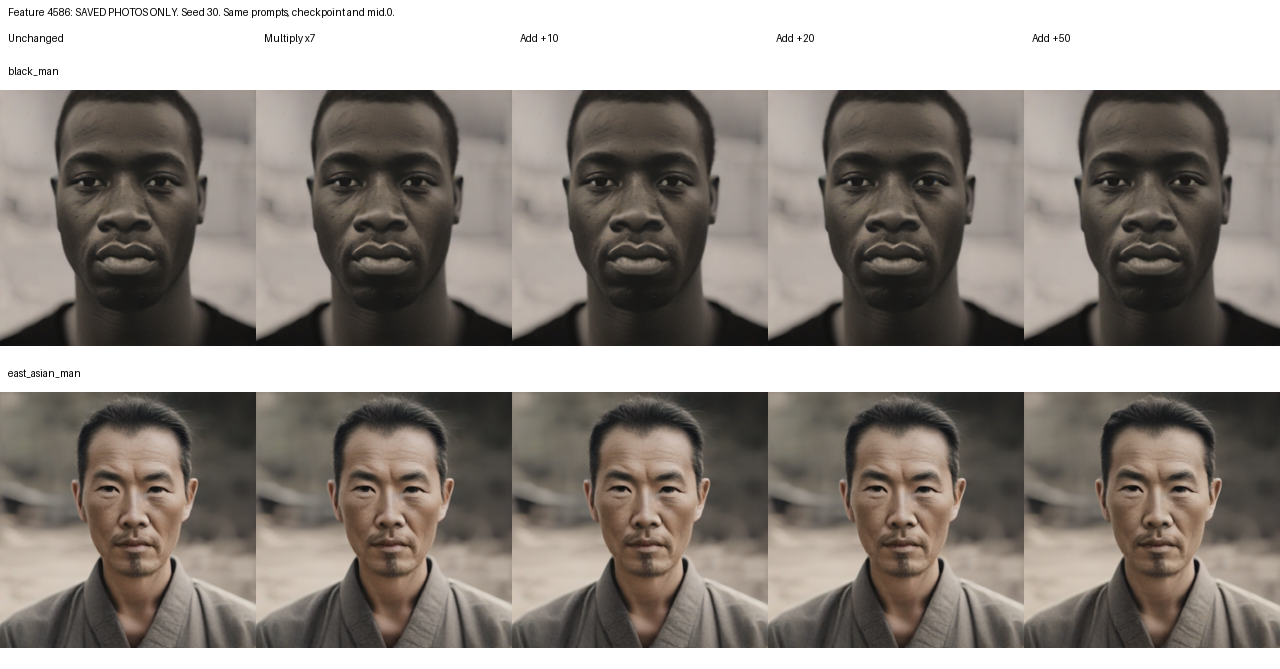 Feature 4586: SAVED PHOTOS ONLY. Seed 30. Same prompts, checkpoint and mid.0.
Unchanged
Multiply x7
Add +10
Add +20
Add +50
black_man
east_asian_man